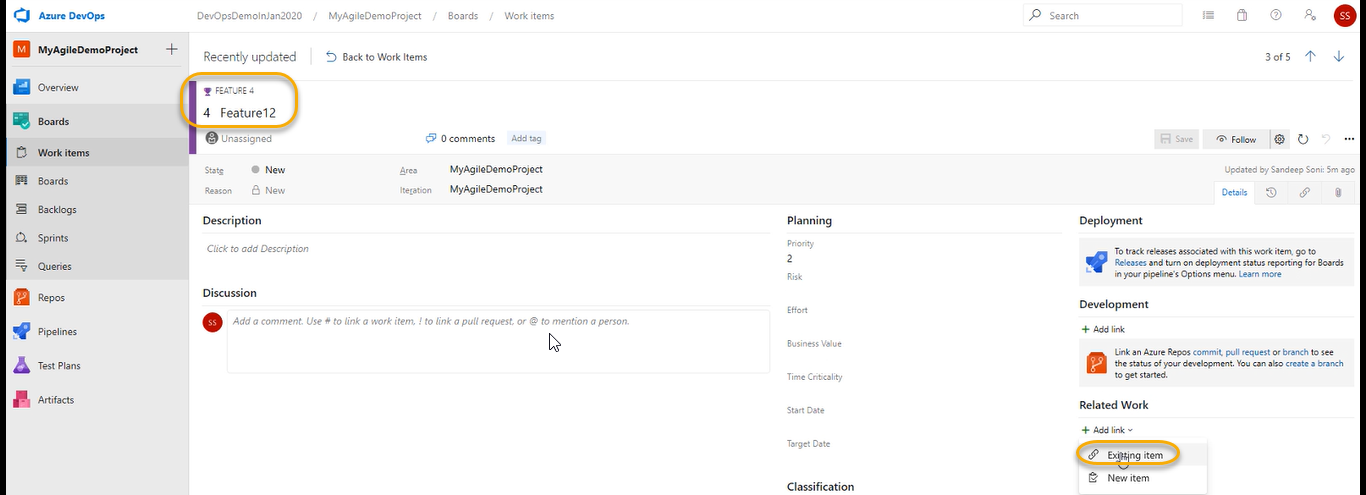 Azure DevOps
DevOpsDemoInJan2020 / MyAgileDemoProject / Boards / Work items
Search
SS
M MyAgileDemoProject
Overview
Boards
Work items
Boards
Backlogs
Sprints
Queries
Repos
Pipelines
Test Plans
Artifacts
Recently updated
Back to Work Items
3 of 5
FEATURE 4
4 Feature12
Unassigned
0 comments
Add tag
Save
Follow
State
New
Area
MyAgileDemoProject
Updated by Sandeep Soni: 5m ago
Reason
New
Iteration
MyAgileDemoProject
Details
Description
Click to add Description
Discussion
SS
Add a comment. Use # to link a work item, ! to link a pull request, or @ to mention a person.
Planning
Priority
2
Risk
Effort
Business Value
Time Criticality
Start Date
Target Date
Classification
Deployment
To track releases associated with this work item, go to
Releases and turn on deployment status reporting for Boards
in your pipeline's Options menu. Learn more
Development
+ Add link
Link an Azure Repos commit, pull request or branch to see
the status of your development. You can also create a branch
to get started.
Related Work
+ Add link
Existing item
New item